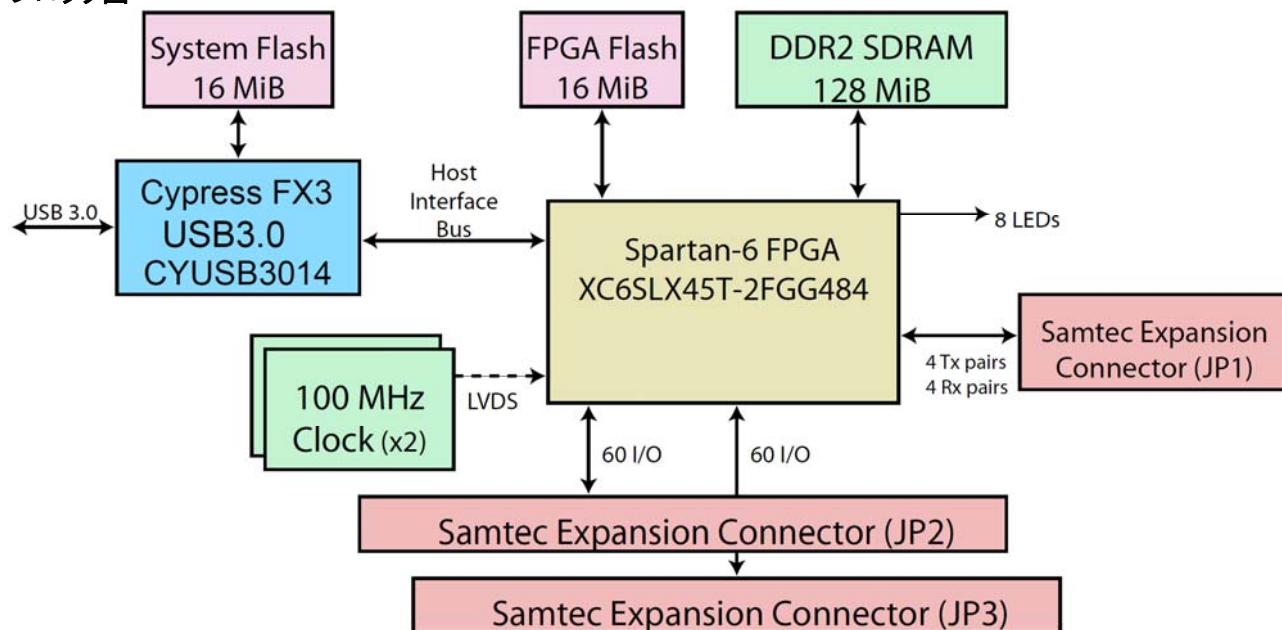 System Flash
16 MiB
FPGA Flash
16 MiB
DDR2 SDRAM
128 MiB
USB 3.0
Cypress FX3
USB3.0
CYUSB3014
Host
Interface
Bus
Spartan-6 FPGA
XC6SLX45T-2FGG484
8 LEDs
4 Tx pairs
4 Rx pairs
Samtec Expansion
Connector (JP1)
100 MHz
Clock (x2)
LVDS
60 I/O
60 I/O
Samtec Expansion Connector (JP2)
Samtec Expansion Connector (JP3)